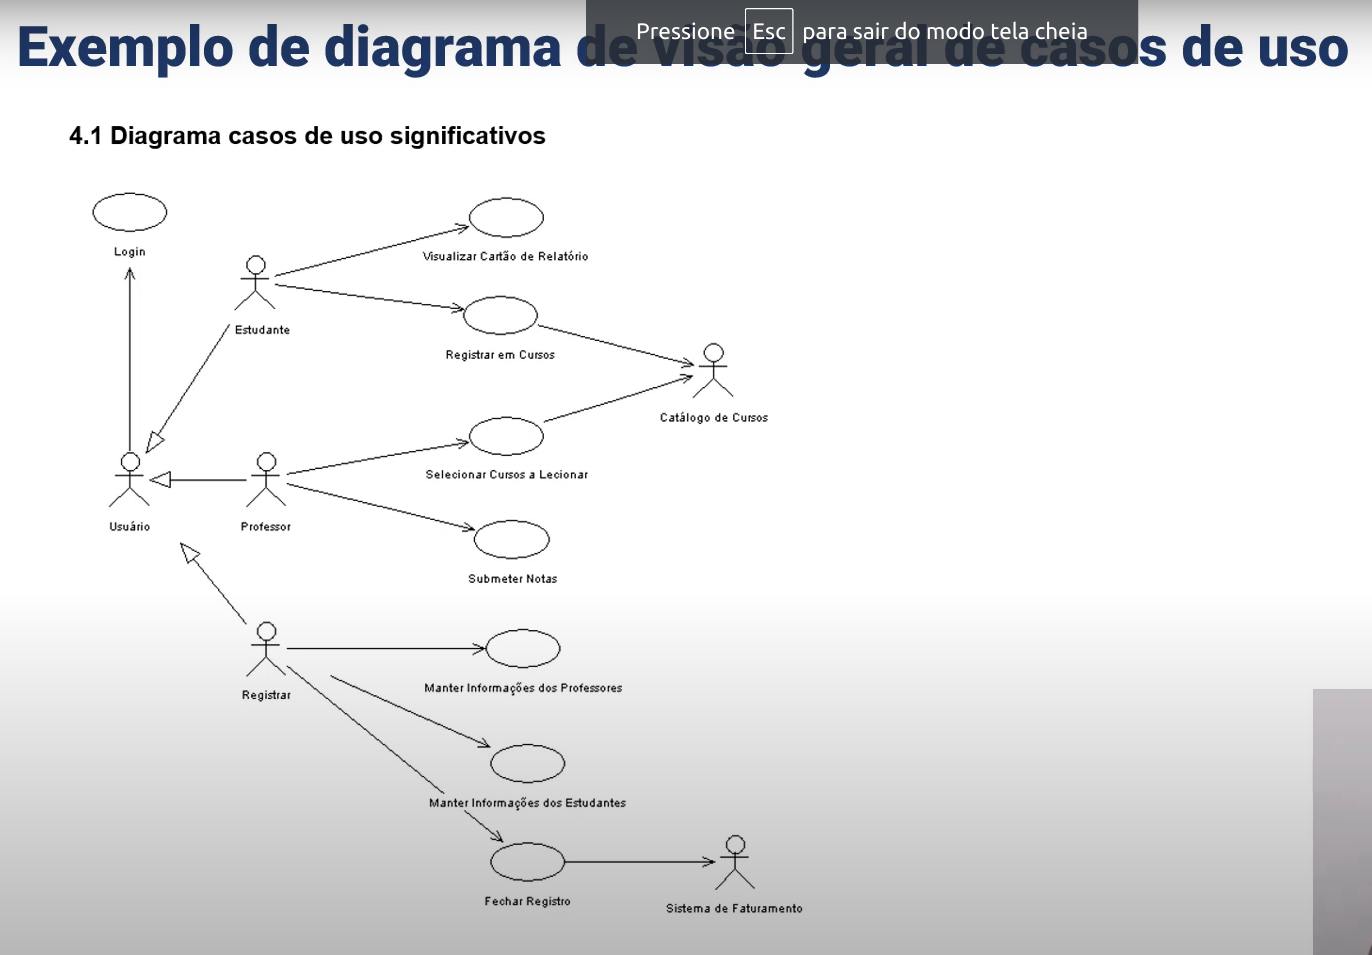 Exemplo de diagrama de visão geral de casos de uso
Pressione Esc para sair do modo tela cheia
4.1 Diagrama casos de uso significativos
Login
Visualizar Cartão de Relatório
Estudante
Registrar em Cursos
Catálogo de Cursos
Selecionar Cursos a Lecionar
Usuário
Professor
Submeter Notas
Manter Informações dos Professores
Registrar
Manter Informações dos Estudantes
Fechar Registro
Sistema de Faturamento